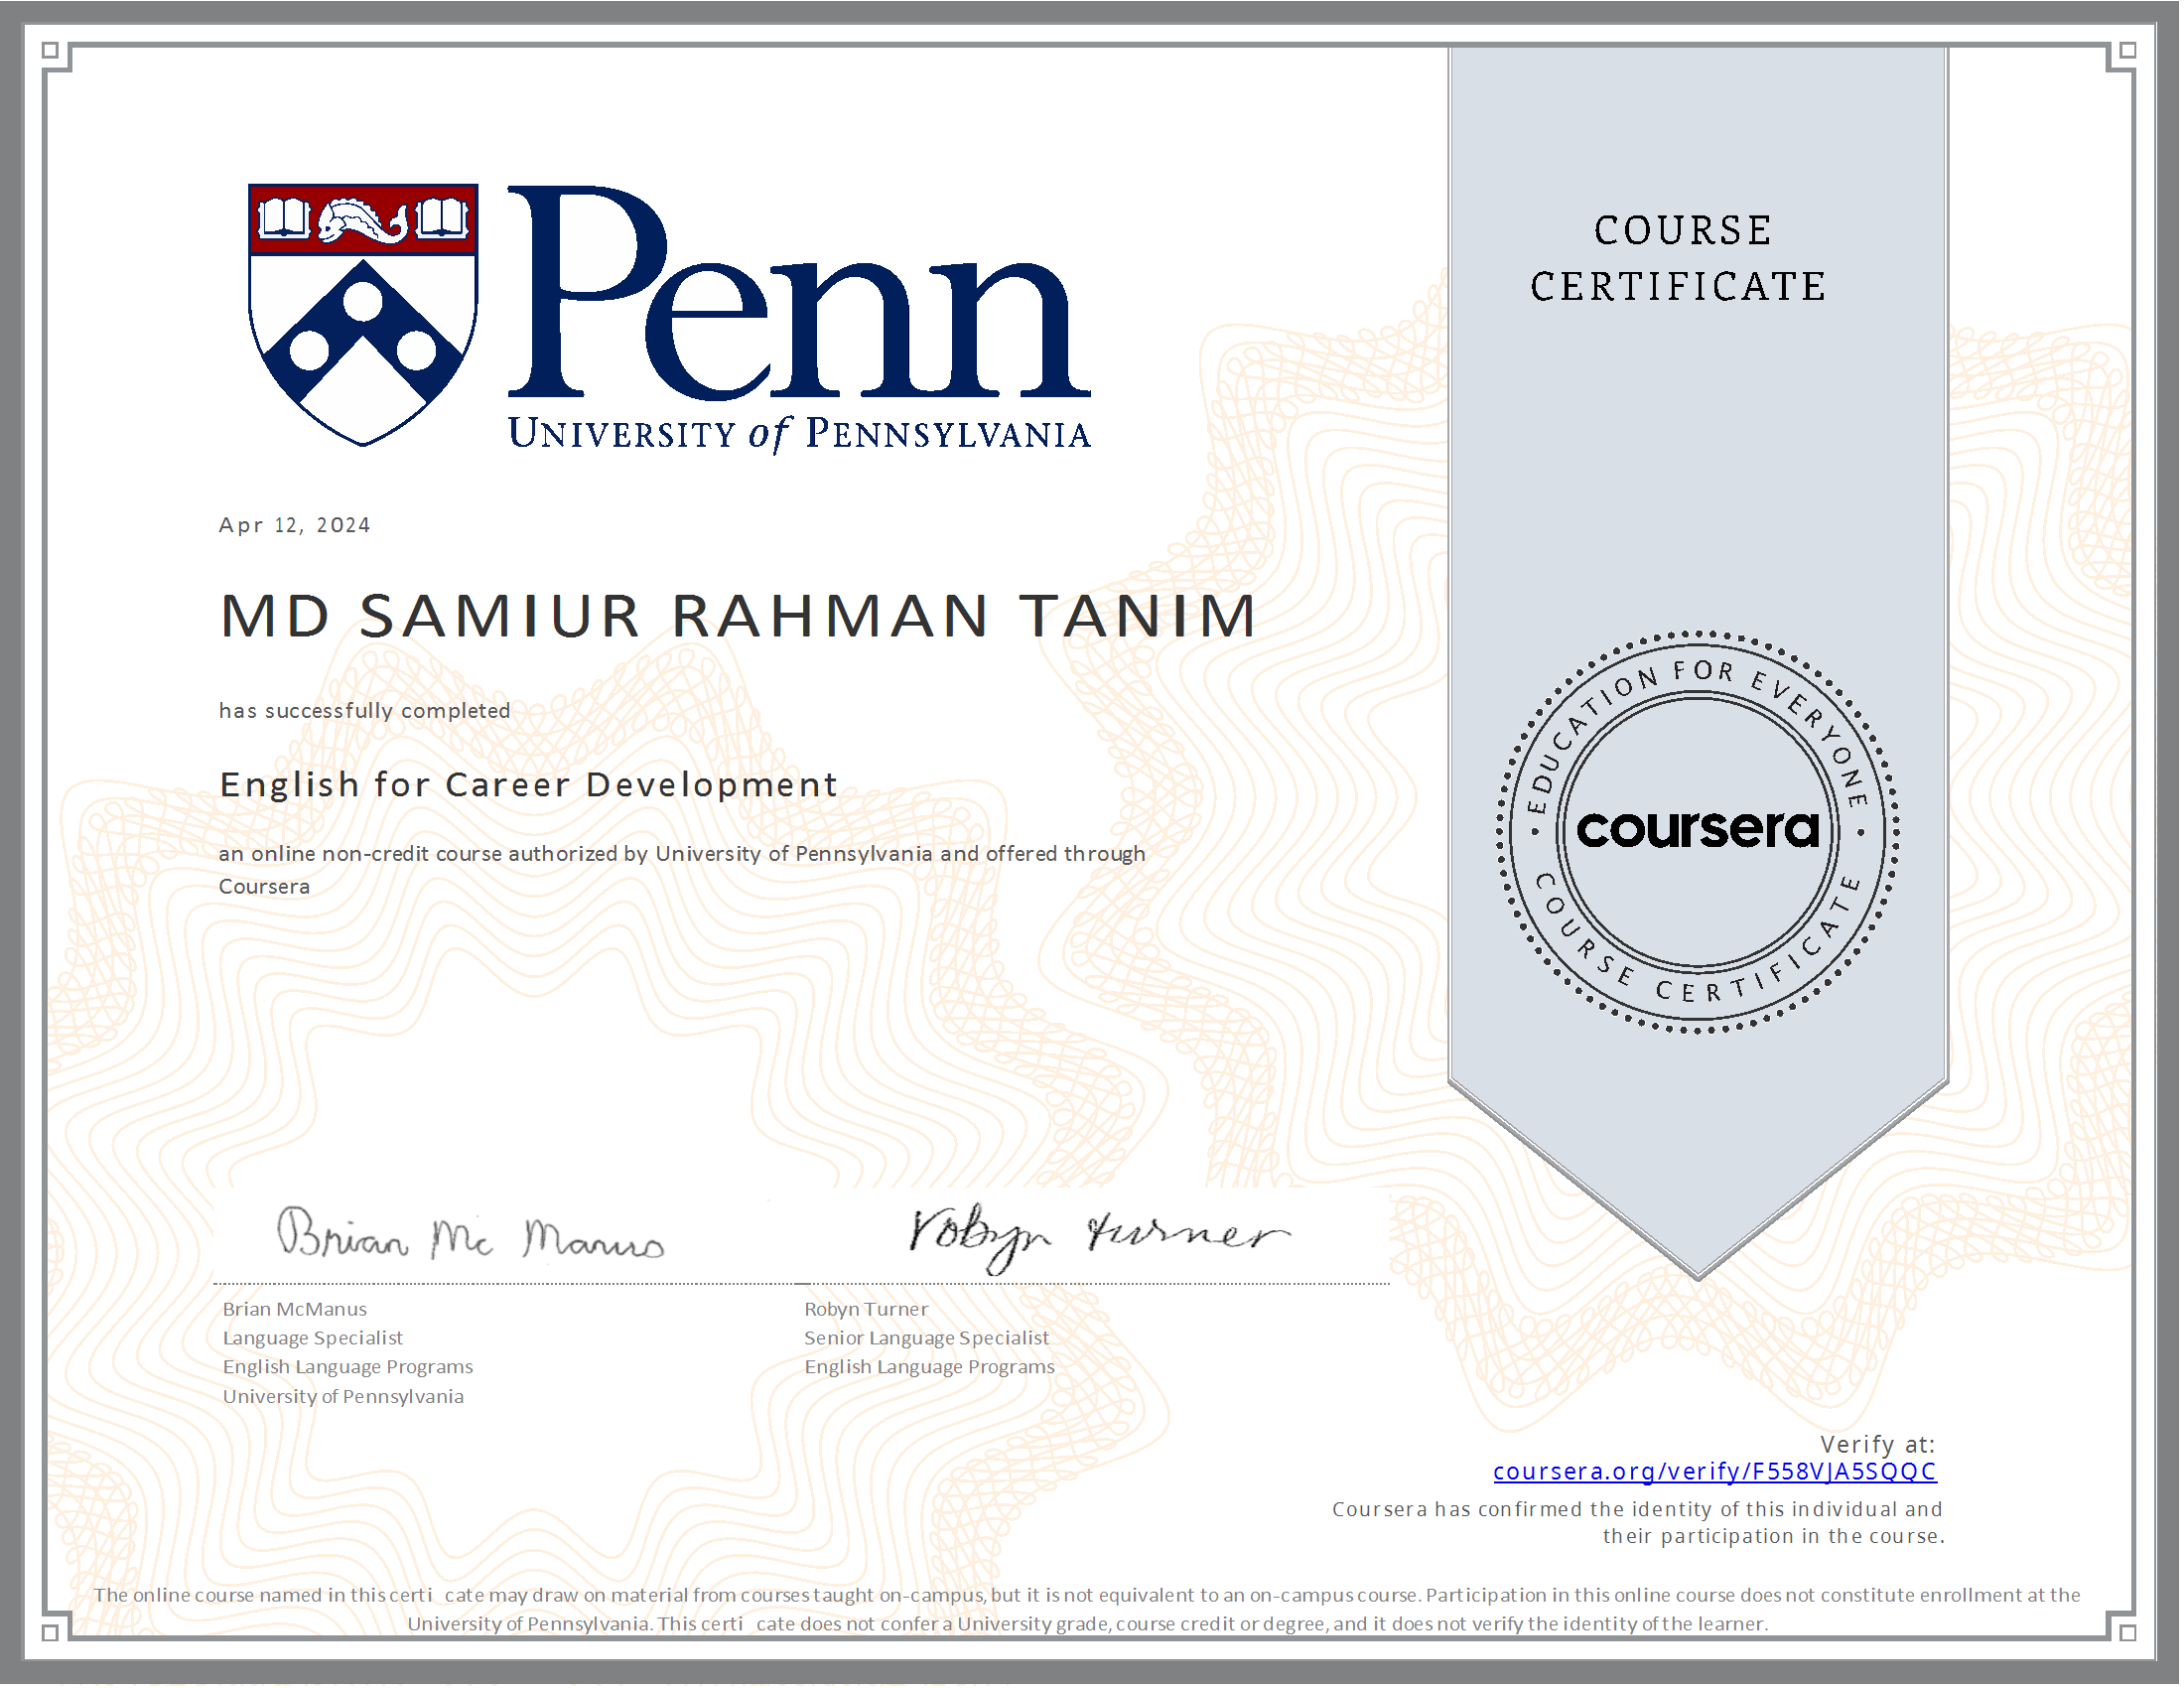 Penn
UNIVERSITY of PENNSYLVANIA
COURSE
CERTIFICATE
Apr 12, 2024
MD SAMIUR RAHMAN TANIM
has successfully completed
English for Career Development
an online non-credit course authorized by University of Pennsylvania and offered through
Coursera
EDUCATION FOR EVERYONE
coursera
COURSE CERTIFICATE
Brian Mc Manus
Robyn Turner
Brian McManus
Language Specialist
English Language Programs
University of Pennsylvania
Robyn Turner
Senior Language Specialist
English Language Programs
Verify at:
coursera.org/verify/F558VJA5SQQC
Coursera has confirmed the identity of this individual and
their participation in the course.
The online course named in this certi cate may draw on material from courses taught on-campus, but it is not equivalent to an on-campus course. Participation in this online course does not constitute enrollment at the
University of Pennsylvania. This certi cate does not confer a University grade, course credit or degree, and it does not verify the identity of the learner.